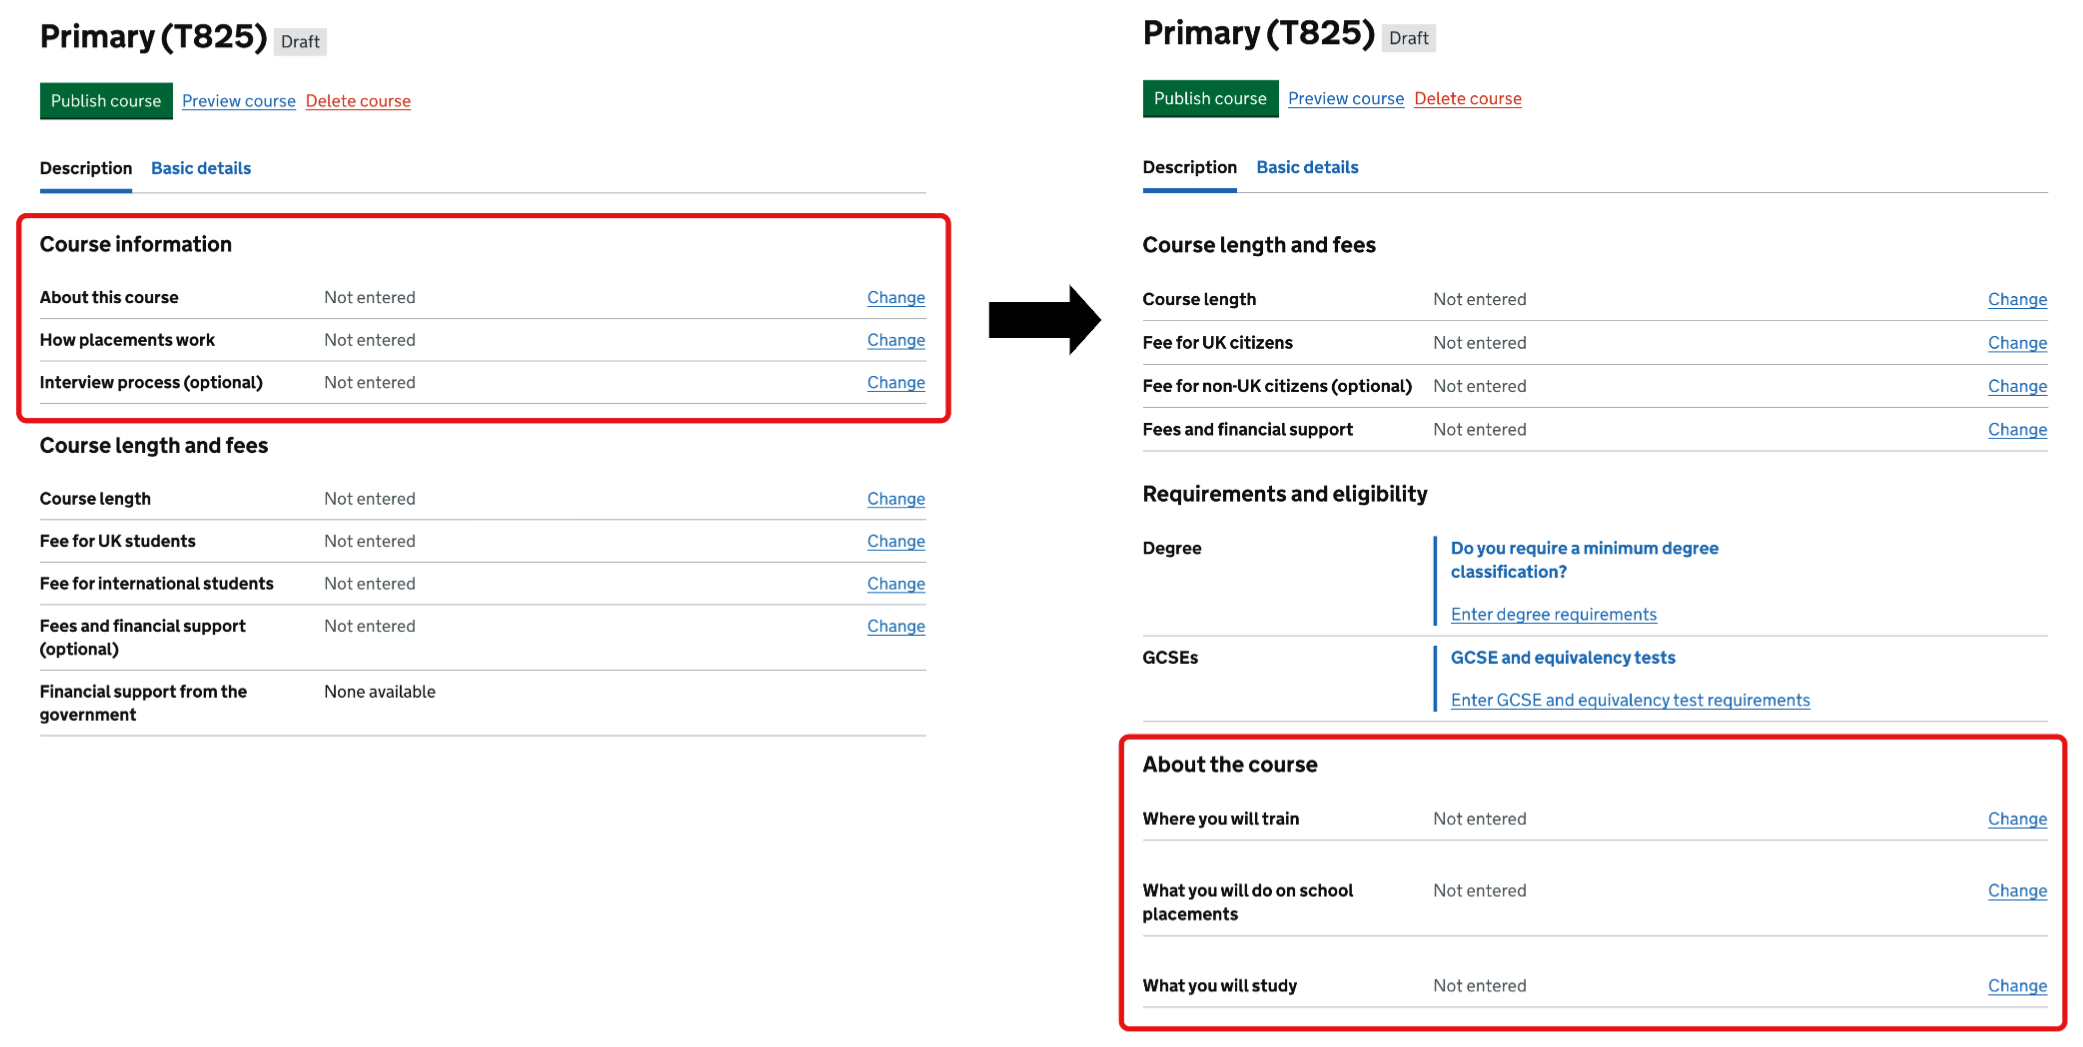 Primary (T825) Draft
Publish course Preview course Delete course
Description Basic details
Course information
About this course Not entered Change
How placements work Not entered Change
Interview process (optional) Not entered Change
Course length and fees
Course length Not entered Change
Fee for UK students Not entered Change
Fee for international students Not entered Change
Fees and financial support Not entered Change
(optional)
Financial support from the None available
government
Primary (T825) Draft
Publish course Preview course Delete course
Description Basic details
Course length and fees
Course length Not entered Change
Fee for UK citizens Not entered Change
Fee for non-UK citizens (optional) Not entered Change
Fees and financial support Not entered Change
Requirements and eligibility
Degree Do you require a minimum degree
classification?
Enter degree requirements
GCSEs GCSE and equivalency tests
Enter GCSE and equivalency test requirements
About the course
Where you will train Not entered Change
What you will do on school Not entered Change
placements
What you will study Not entered Change